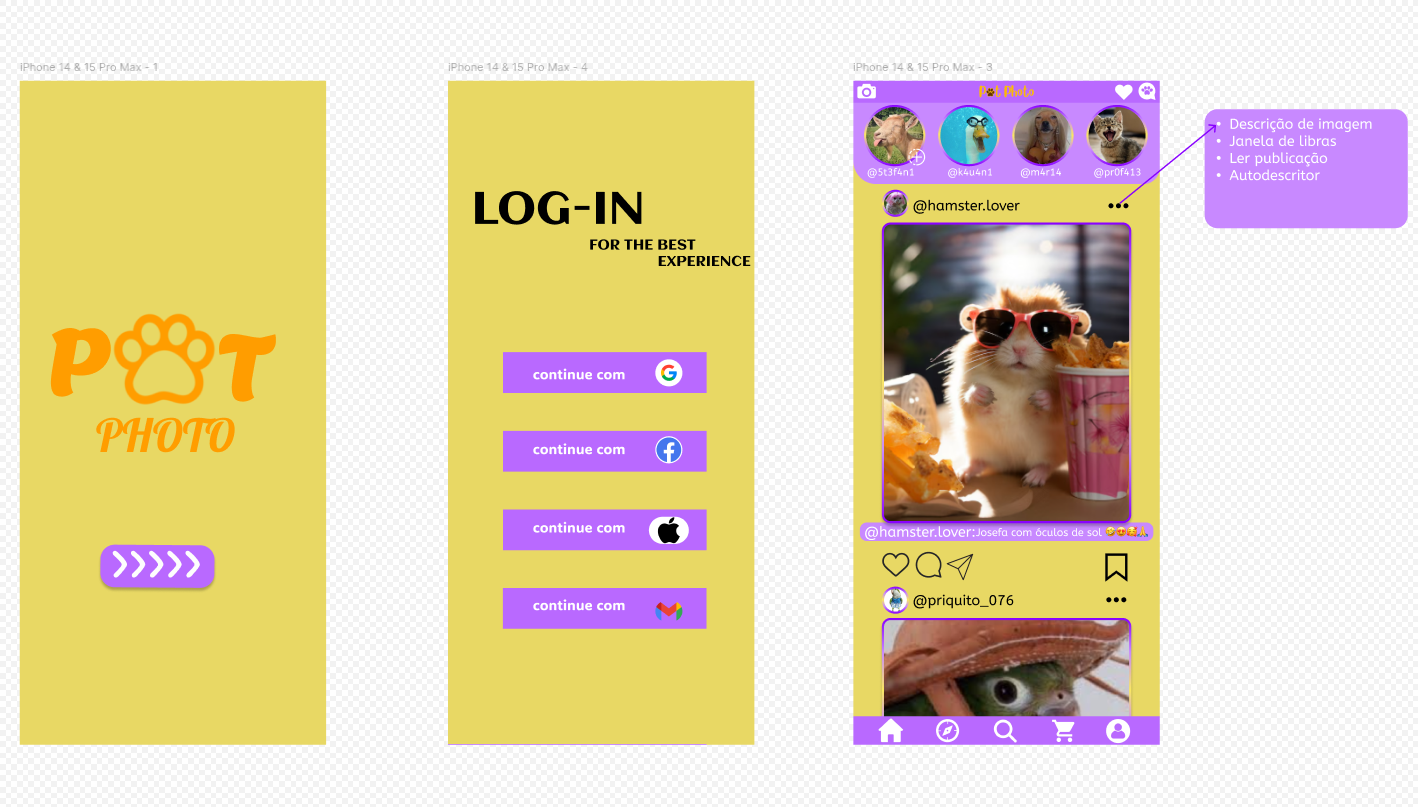 iPhone 14 & 15 Pro Max - 1
P T
PHOTO
iPhone 14 & 15 Pro Max - 4
LOG-IN
FOR THE BEST
EXPERIENCE
continue com
continue com
continue com
continue com
iPhone 14 & 15 Pro Max - 3
Pet Photo
@5t3f4n1
@k4u4n1
@m4r14
@pr0f413
@hamster.lover
@hamster.lover:Josefa com óculos de sol 🤣😍🥰🙏
@priquito_076
• Descrição de imagem
• Janela de libras
• Ler publicação
• Autodescritor